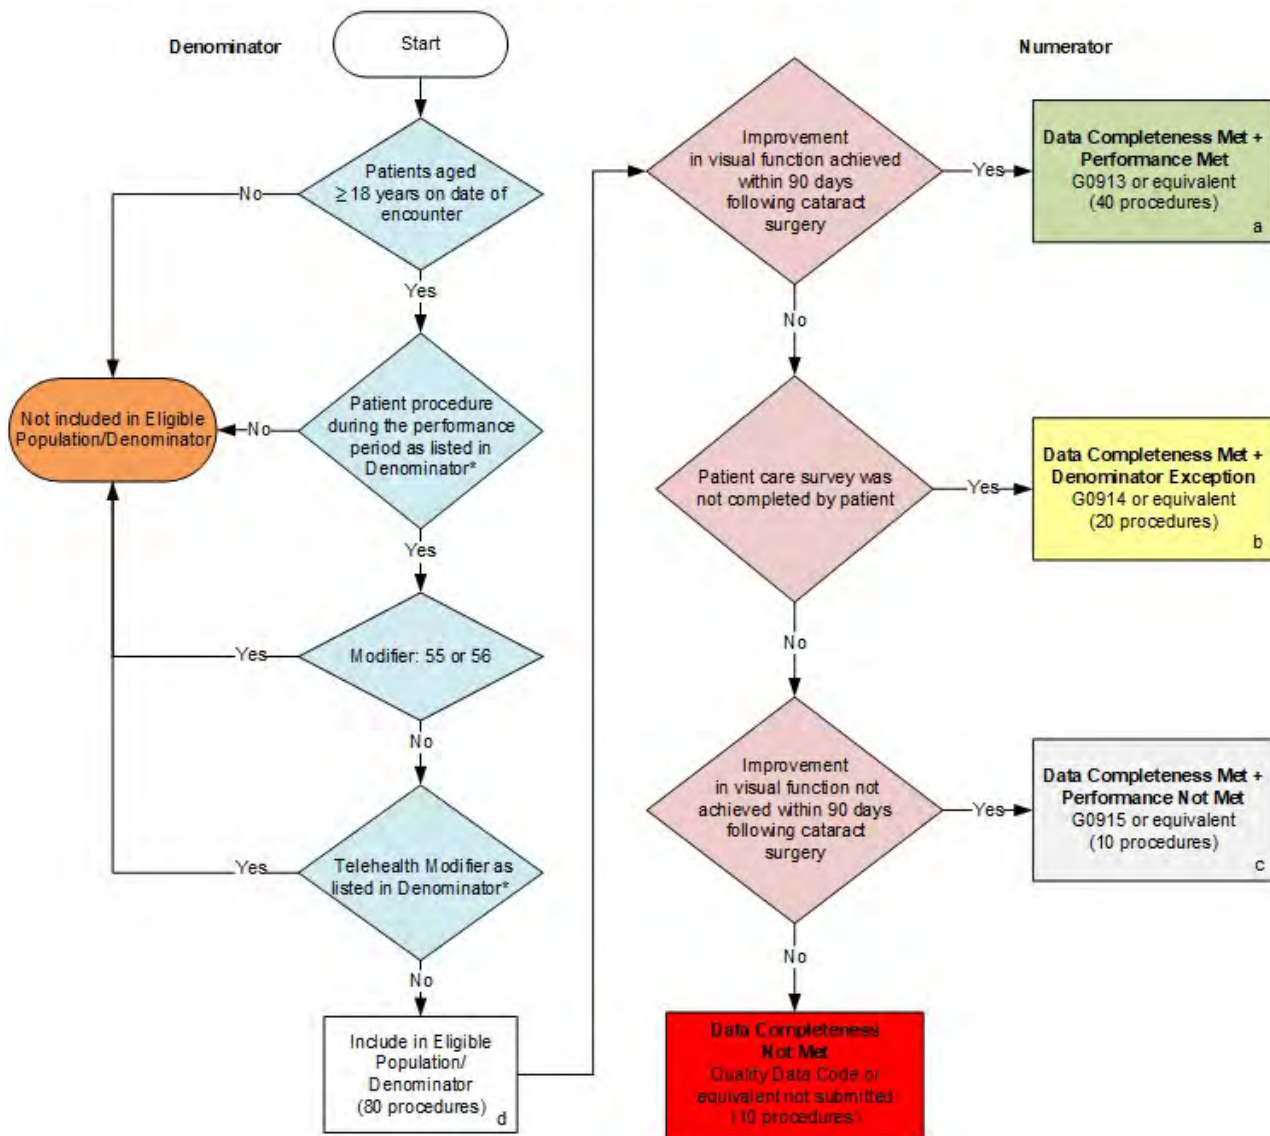 Denominator
Start
Numerator
Patients aged
≥ 18 years on date of
encounter
No
Yes
Patient procedure
during the performance
period as listed in
Denominator*
No
Not included in Eligible
Population/Denominator
Yes
Modifier: 55 or 56
Yes
No
Telehealth Modifier as
listed in Denominator*
Yes
No
Include in Eligible
Population/
Denominator
(80 procedures)
d
Improvement
in visual function achieved
within 90 days
following cataract
surgery
Yes
Data Completeness Met +
Performance Met
G0913 or equivalent
(40 procedures)
a
No
Patient care survey was
not completed by patient
Yes
Data Completeness Met +
Denominator Exception
G0914 or equivalent
(20 procedures)
b
No
Improvement
in visual function not
achieved within 90 days
following cataract
surgery
Yes
Data Completeness Met +
Performance Not Met
G0915 or equivalent
(10 procedures)
c
No
Data Completeness
Not Met
Quality Data Code or
equivalent not submitted
(10 procedures)